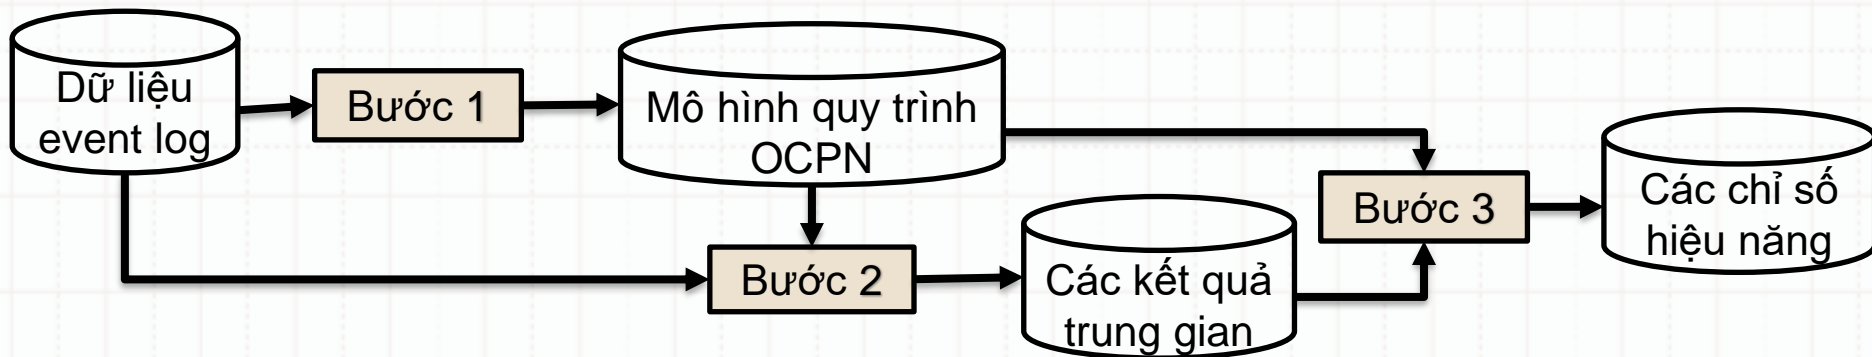 Dữ liệu
event log
Bước 1
Mô hình quy trình
OCPN
Bước 2
Các kết quả
trung gian
Bước 3
Các chỉ số
hiệu năng